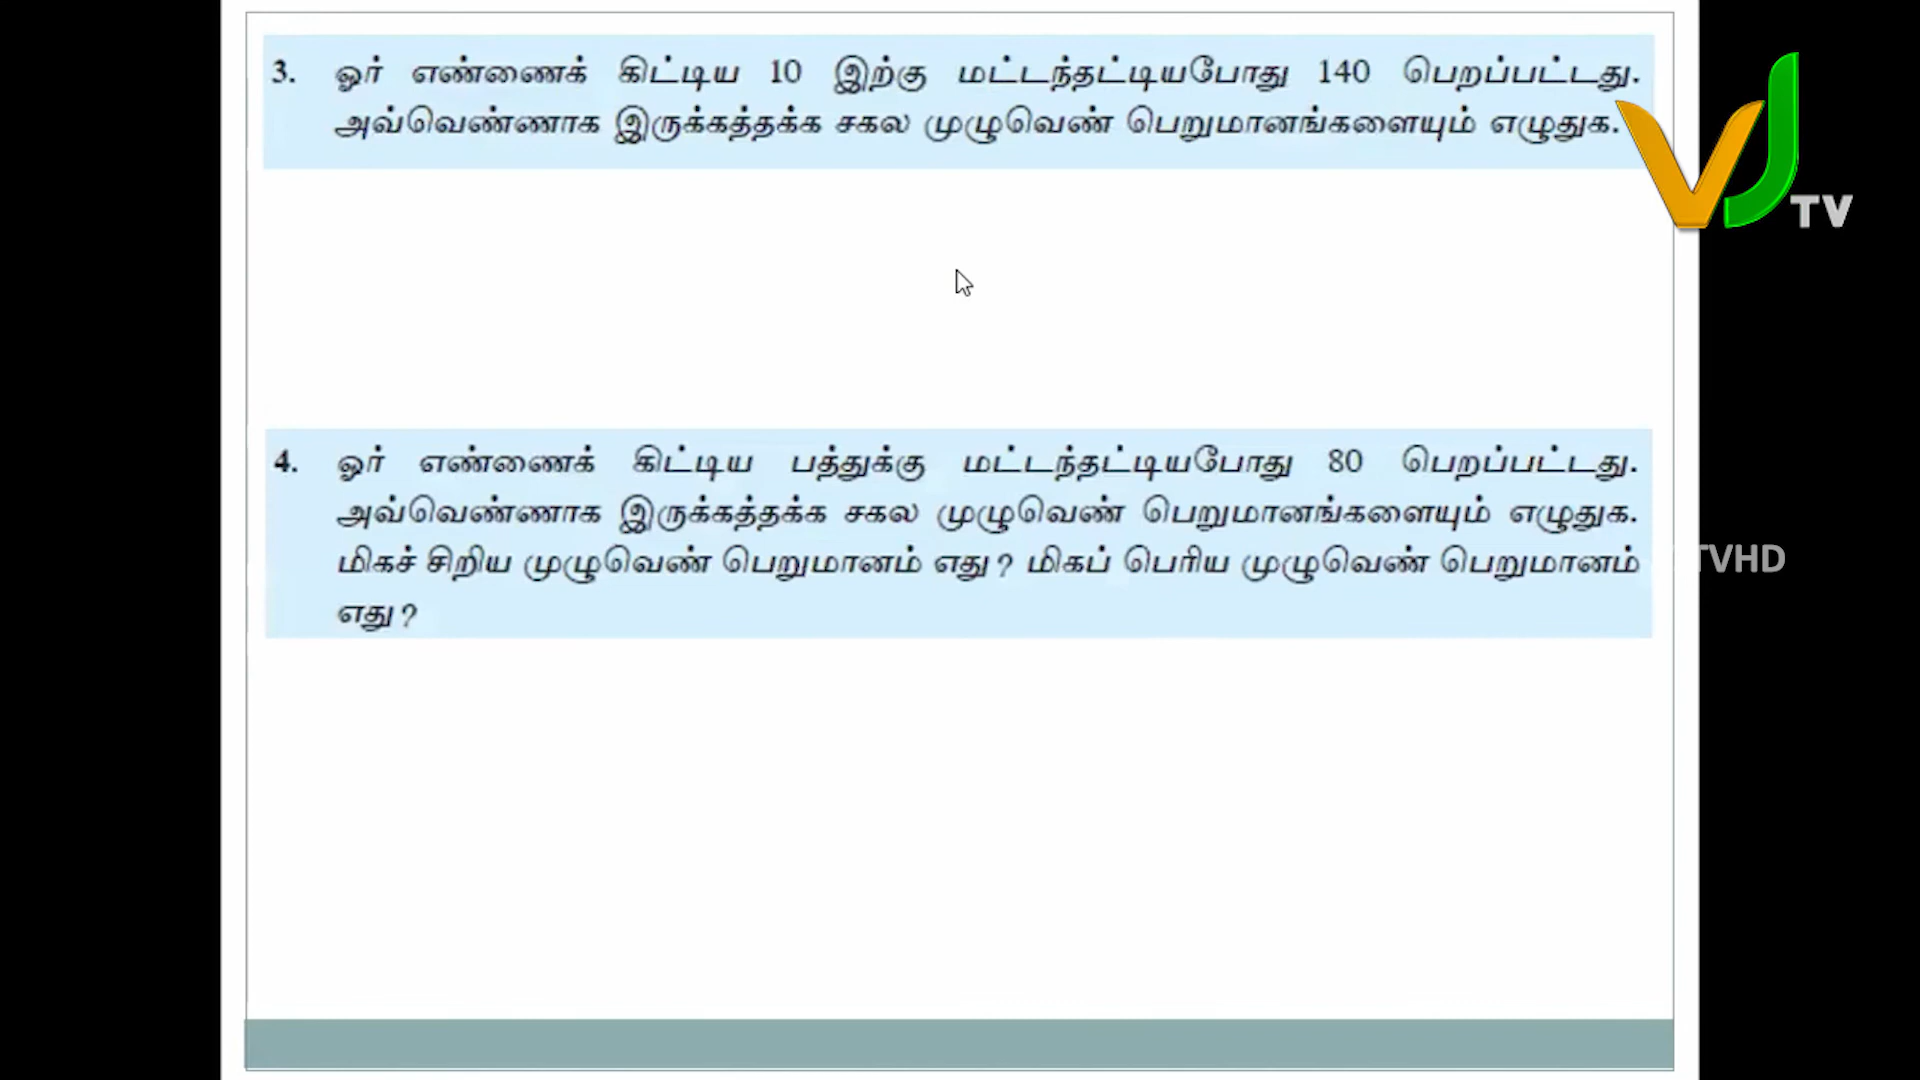 3. ஓர் எண்ணைக் கிட்டிய 10 இற்கு மட்டந்தட்டியபோது 140 பெறப்பட்டது.
அவ்வெண்ணாக இருக்கத்தக்க சகல முழுவெண் பெறுமானங்களையும் எழுதுக.
VJ TV
4. ஓர் எண்ணைக் கிட்டிய பத்துக்கு மட்டந்தட்டியபோது 80 பெறப்பட்டது.
அவ்வெண்ணாக இருக்கத்தக்க சகல முழுவெண் பெறுமானங்களையும் எழுதுக.
மிகச் சிறிய முழுவெண் பெறுமானம் எது? மிகப் பெரிய முழுவெண் பெறுமானம்
எது?
TVHD